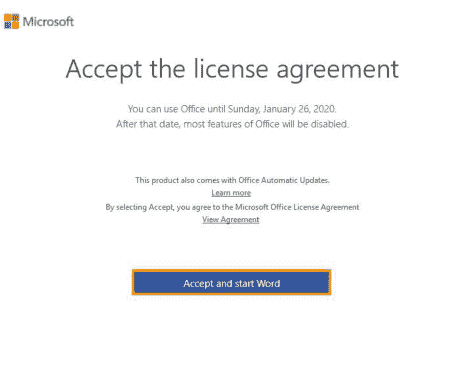 Microsoft
Accept the license agreement
You can use Office until Sunday, January 26, 2020.
After that date, most features of Office will be disabled.
This product also comes with Office Automatic Updates.
Learn more
By selecting Accept, you agree to the Microsoft Office License Agreement
View Agreement
Accept and start Word